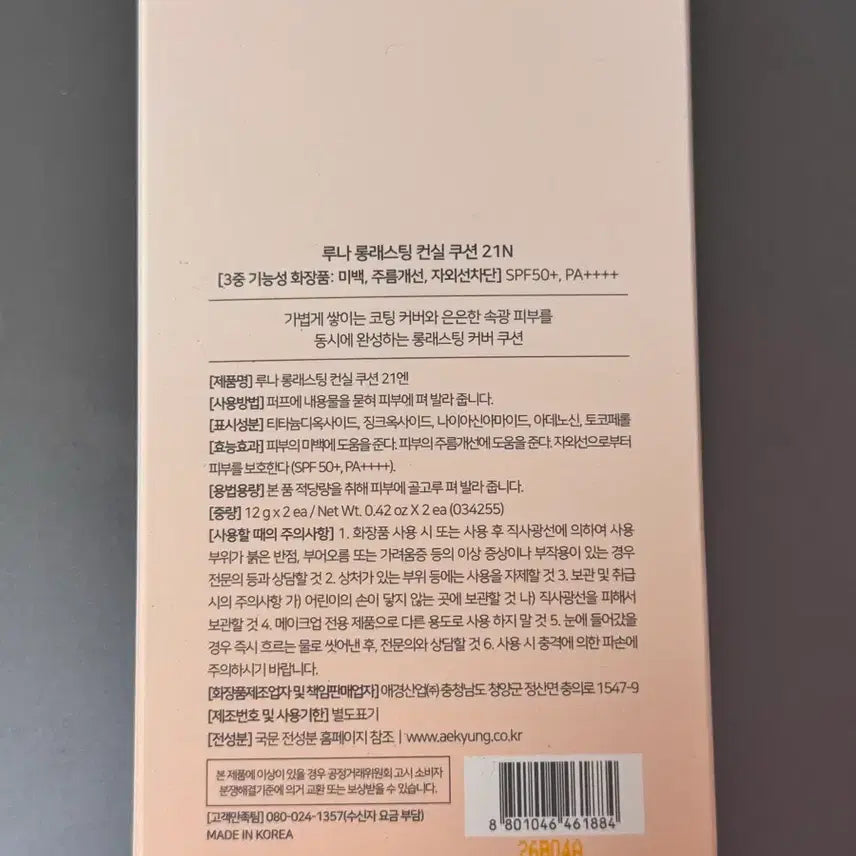 루나 롱래스팅 컨실 쿠션 21N
[3중 기능성 화장품: 미백, 주름개선, 자외선차단] SPF50+, PA++++
가볍게 쌓이는 코팅 커버와 은은한 속광 피부를
동시에 완성하는 롱래스팅 커버 쿠션
[제품명] 루나 롱래스팅 컨실 쿠션 21엔
[사용방법] 퍼프에 내용물을 묻혀 피부에 펴 발라 줍니다.
[표시성분] 티타늄디옥사이드, 징크옥사이드, 나이아신아마이드, 아데노신, 토코페롤
[효능효과] 피부의 미백에 도움을 준다. 피부의 주름개선에 도움을 준다. 자외선으로부터
피부를 보호한다 (SPF 50+, PA++++).
[용법용량] 본 품 적당량을 취해 피부에 골고루 펴 발라 줍니다.
[중량] 12 g x 2 ea / Net Wt. 0.42 oz X 2 ea (034255)
[사용할 때의 주의사항] 1. 화장품 사용 시 또는 사용 후 직사광선에 의하여 사용
부위가 붉은 반점, 부어오름 또는 가려움증 등의 이상 증상이나 부작용이 있는 경우
전문의 등과 상담할 것 2. 상처가 있는 부위 등에는 사용을 자제할 것 3. 보관 및 취급
시의 주의사항 가) 어린이의 손이 닿지 않는 곳에 보관할 것 나) 직사광선을 피해서
보관할 것 4. 메이크업 전용 제품으로 다른 용도로 사용 하지 말 것 5. 눈에 들어갔을
경우 즉시 흐르는 물로 씻어낸 후, 전문의와 상담할 것 6. 사용 시 충격에 의한 파손에
주의하시기 바랍니다.
[화장품제조업자 및 책임판매업자] 애경산업㈜ 충청남도 청양군 정산면 충의로 1547-9
[제조번호 및 사용기한] 별도표기
[전성분] 국문 전성분 홈페이지 참조 | www.aekyung.co.kr
본 제품에 이상이 있을 경우 공정거래위원회 고시 소비자
분쟁해결기준에 의거 교환 또는 보상받을 수 있습니다.
[고객만족팀] 080-024-1357(수신자 요금 부담)
MADE IN KOREA
8 801046 461884